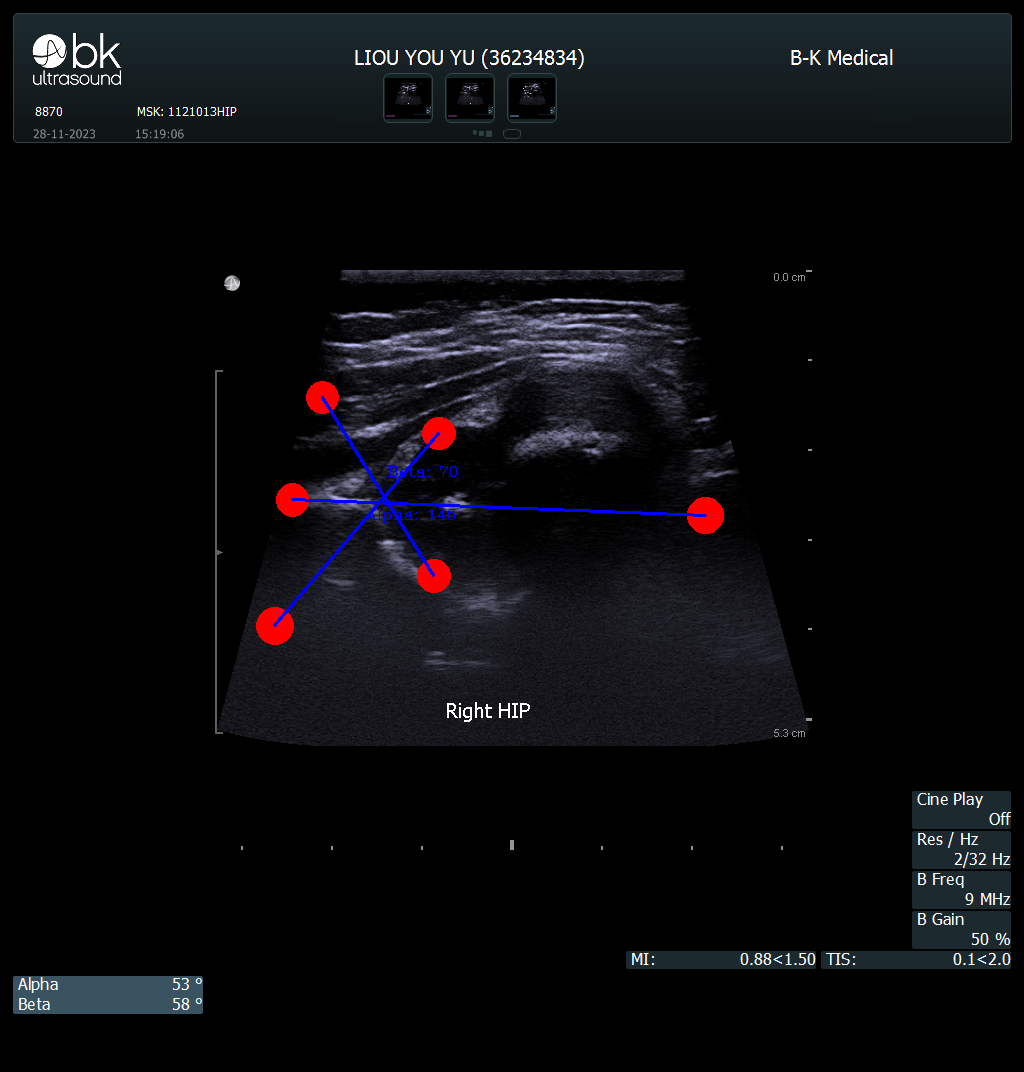 bk
ultrasound
LIOU YOU YU (36234834)
B-K Medical
8870
MSK: 1121013HIP
28-11-2023
15:19:06
0.0 cm
Beta: 70
Right HIP
5.3 cm
Cine Play
Off
Res / Hz
2/32 Hz
B Freq
9 MHz
B Gain
50 %
MI: 0.88<1.50
TIS: 0.1<2.0
Alpha 53 º
Beta 58 º